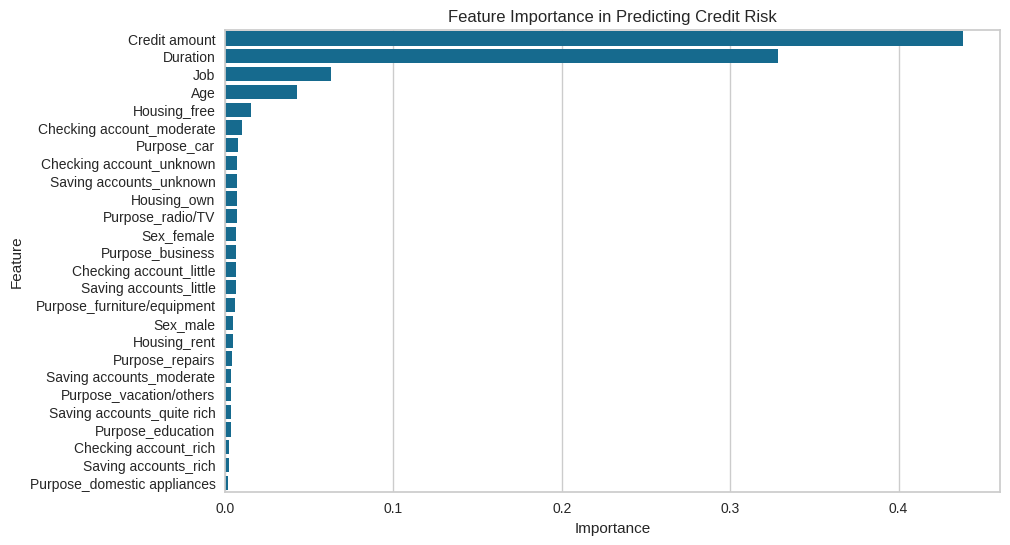 Feature Importance in Predicting Credit Risk
Credit amount
Duration
Job
Age
Housing_free
Checking account_moderate
Purpose_car
Checking account_unknown
Saving accounts_unknown
Housing_own
Purpose_radio/TV
Sex_female
Purpose_business
Checking account_little
Saving accounts_little
Purpose_furniture/equipment
Sex_male
Housing_rent
Purpose_repairs
Saving accounts_moderate
Purpose_vacation/others
Saving accounts_quite rich
Purpose_education
Checking account_rich
Saving accounts_rich
Purpose_domestic appliances
Feature
0.0 0.1 0.2 0.3 0.4
Importance